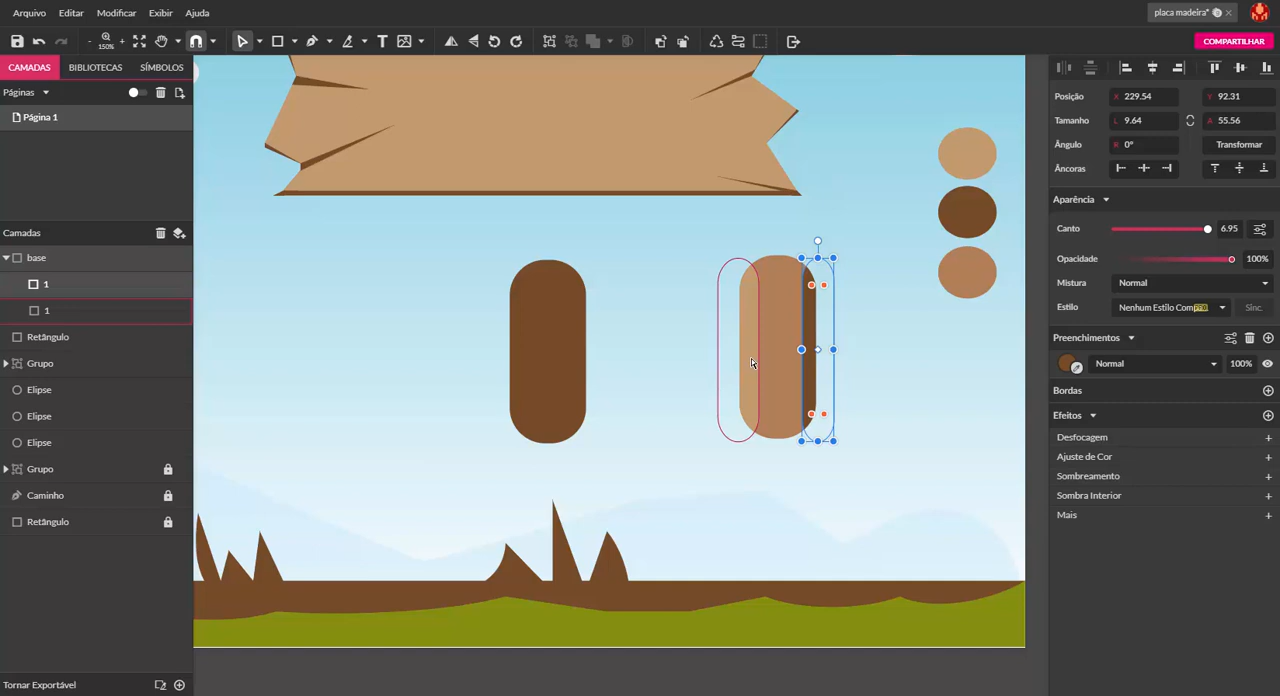 Arquivo Editar Modificar Exibir Ajuda placa madeira*
150% COMPARTILHAR
CAMADAS BIBLIOTECAS SÍMBOLOS
Páginas
Página 1
Camadas
base
1
1
Retângulo
Grupo
Elipse
Elipse
Elipse
Grupo
Caminho
Retângulo
Tornar Exportável
Posição X 229.54 Y 92.31
Tamanho L 9.64 A 55.56
Ângulo R 0° Transformar
Âncoras
Aparência
Canto 6.95
Opacidade 100%
Mistura Normal
Estilo Nenhum Estilo Sinc.
Preenchimentos
Normal 100%
Bordas
Efeitos
Desfocagem
Ajuste de Cor
Sombreamento
Sombra Interior
Mais